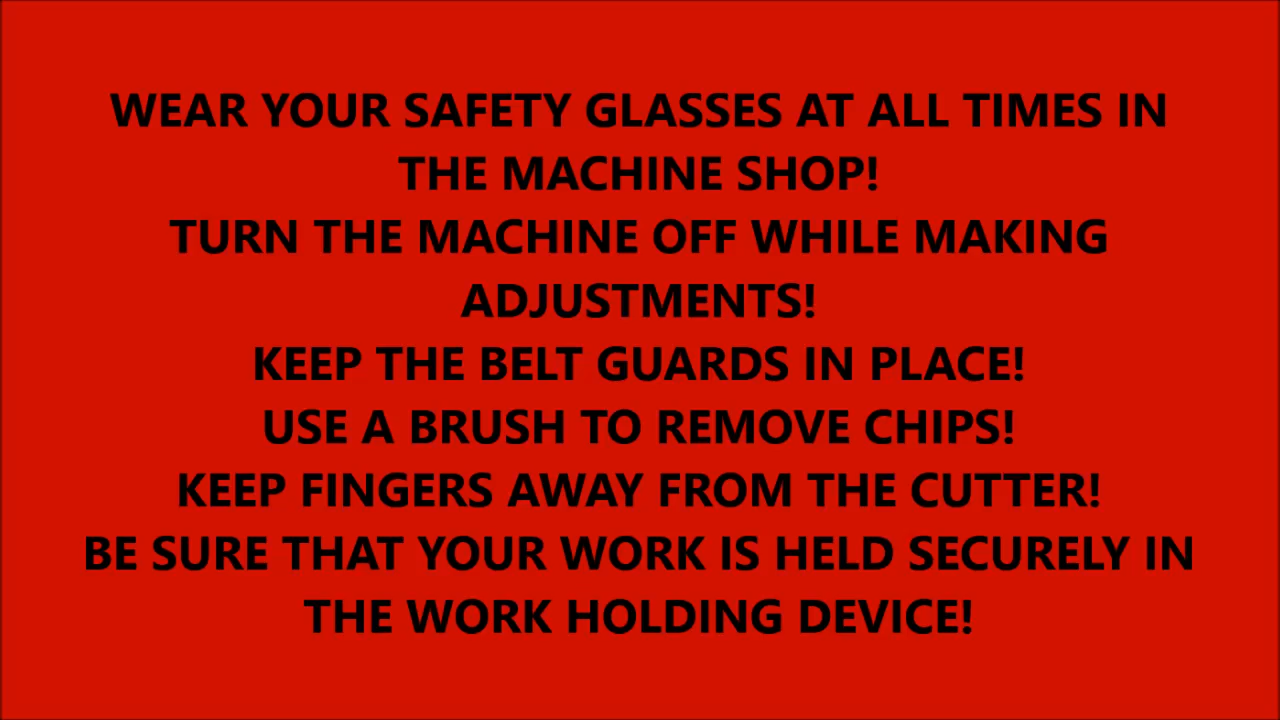 WEAR YOUR SAFETY GLASSES AT ALL TIMES IN
THE MACHINE SHOP!
TURN THE MACHINE OFF WHILE MAKING
ADJUSTMENTS!
KEEP THE BELT GUARDS IN PLACE!
USE A BRUSH TO REMOVE CHIPS!
KEEP FINGERS AWAY FROM THE CUTTER!
BE SURE THAT YOUR WORK IS HELD SECURELY IN
THE WORK HOLDING DEVICE!